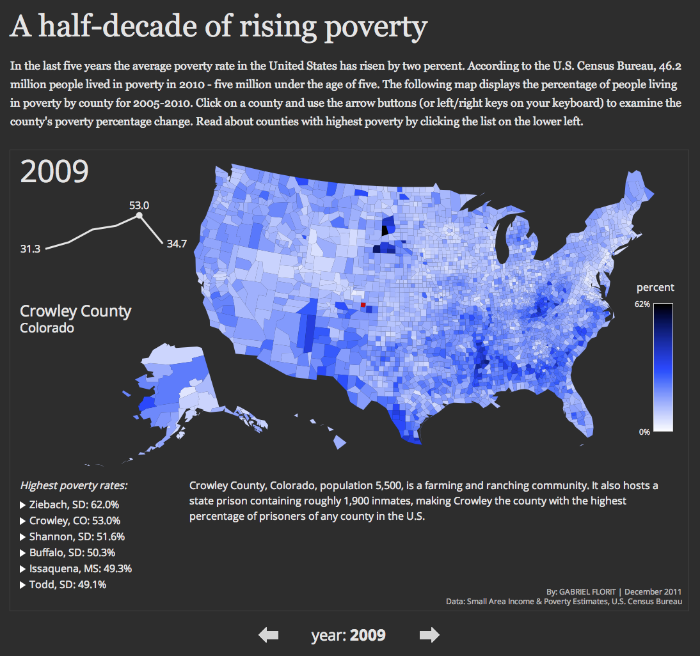 A half-decade of rising poverty
In the last five years the average poverty rate in the United States has risen by two percent. According to the U.S. Census Bureau, 46.2
million people lived in poverty in 2010 - five million under the age of five. The following map displays the percentage of people living
in poverty by county for 2005-2010. Click on a county and use the arrow buttons (or left/right keys on your keyboard) to examine the
county's poverty percentage change. Read about counties with highest poverty by clicking the list on the lower left.
2009
53.0
31.3
34.7
Crowley County
Colorado
percent
62%
0%
Highest poverty rates:
Ziebach, SD: 62.0%
Crowley, CO: 53.0%
Shannon, SD: 51.6%
Buffalo, SD: 50.3%
Issaquena, MS: 49.3%
Todd, SD: 49.1%
Crowley County, Colorado, population 5,500, is a farming and ranching community. It also hosts a
state prison containing roughly 1,900 inmates, making Crowley the county with the highest
percentage of prisoners of any county in the U.S.
By: GABRIEL FLORIT | December 2011
Data: Small Area Income & Poverty Estimates, U.S. Census Bureau
year: 2009